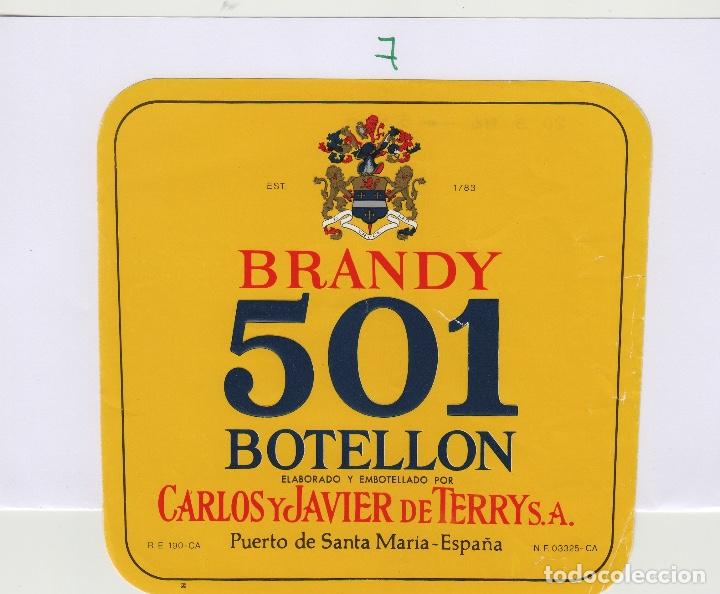 7
EST. 1783
BRANDY
501
BOTELLON
ELABORADO Y EMBOTELLADO POR
CARLOS Y JAVIER DE TERRY S.A.
R.E. 190-CA Puerto de Santa María-España N.F. 03325-CA
todocoleccion